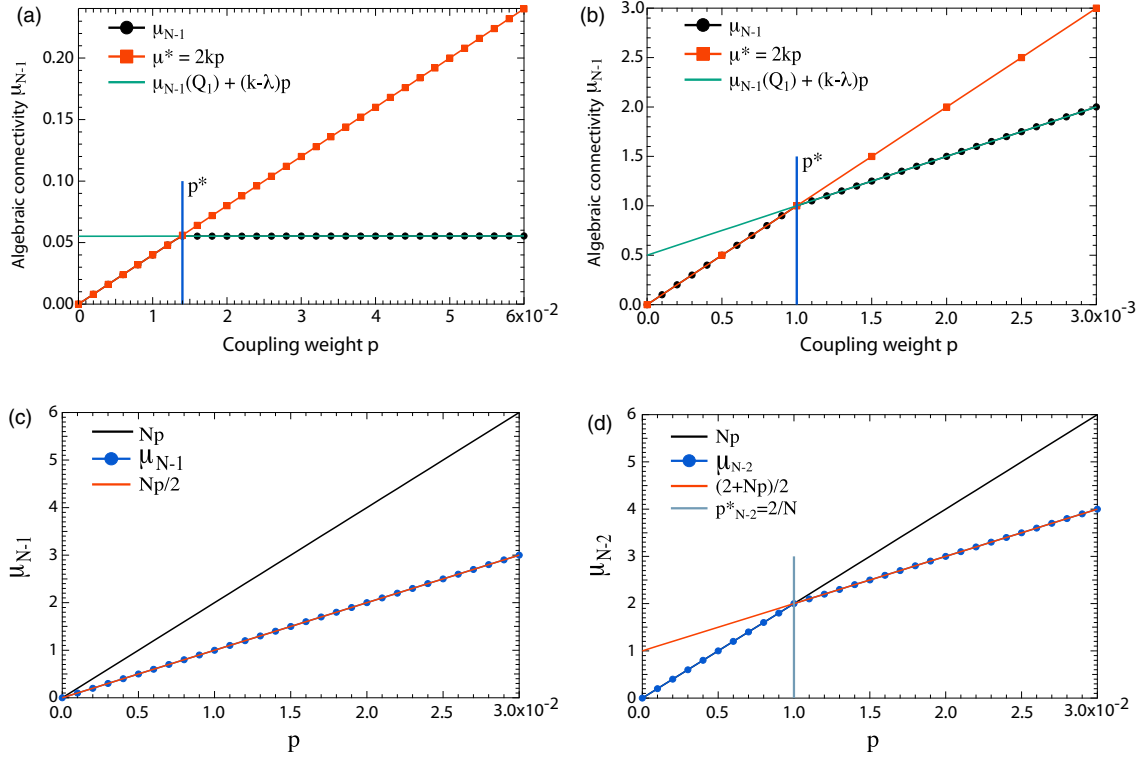 (a)
Algebraic connectivity μN-1
0.20
0.15
0.10
0.05
0.00
μN-1
μ* = 2kp
μN-1(Q1) + (k-λ)p
p*
0 1 2 3 4 5 6x10-2
Coupling weight p
(b)
Algebraic connectivity μN-1
3.0
2.5
2.0
1.5
1.0
0.5
0.0
μN-1
μ* = 2kp
μN-1(Q1) + (k-λ)p
p*
0.0 0.5 1.0 1.5 2.0 2.5 3.0x10-3
Coupling weight p
(c)
μN-1
6
5
4
3
2
1
0
Np
μN-1
Np/2
0.0 0.5 1.0 1.5 2.0 3.0x10-2
p
(d)
μN-2
6
5
4
3
2
1
0
Np
μN-2
(2+Np)/2
p*N-2=2/N
0.0 0.5 1.0 1.5 2.0 3.0x10-2
p